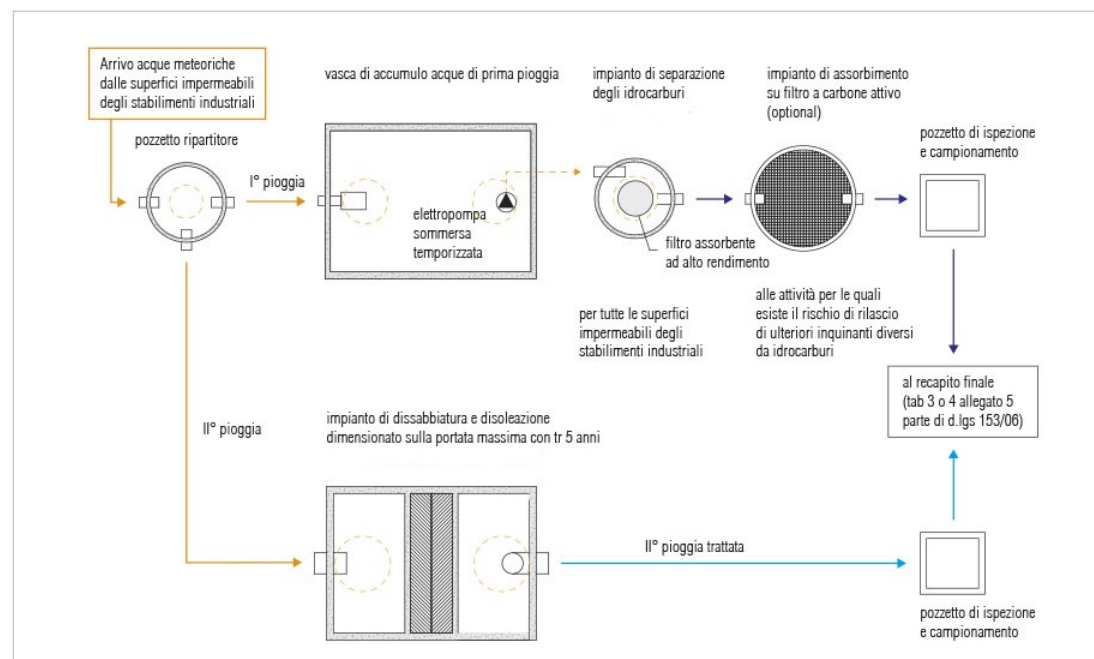 Arrivo acque meteoriche
dalle superfici impermeabili
degli stabilimenti industriali
pozzetto ripartitore
I° pioggia
vasca di accumulo acque di prima pioggia
elettropompa
sommersa
temporizzata
impianto di separazione
degli idrocarburi
filtro assorbente
ad alto rendimento
per tutte le superfici
impermeabili degli
stabilimenti industriali
impianto di assorbimento
su filtro a carbone attivo
(optional)
alle attività per le quali
esiste il rischio di rilascio
di ulteriori inquinanti diversi
da idrocarburi
pozzetto di ispezione
e campionamento
al recapito finale
(tab 3 o 4 allegato 5
parte di d.lgs 153/06)
II° pioggia
impianto di dissabbiatura e disoleazione
dimensionato sulla portata massima con tr 5 anni
II° pioggia trattata
pozzetto di ispezione
e campionamento